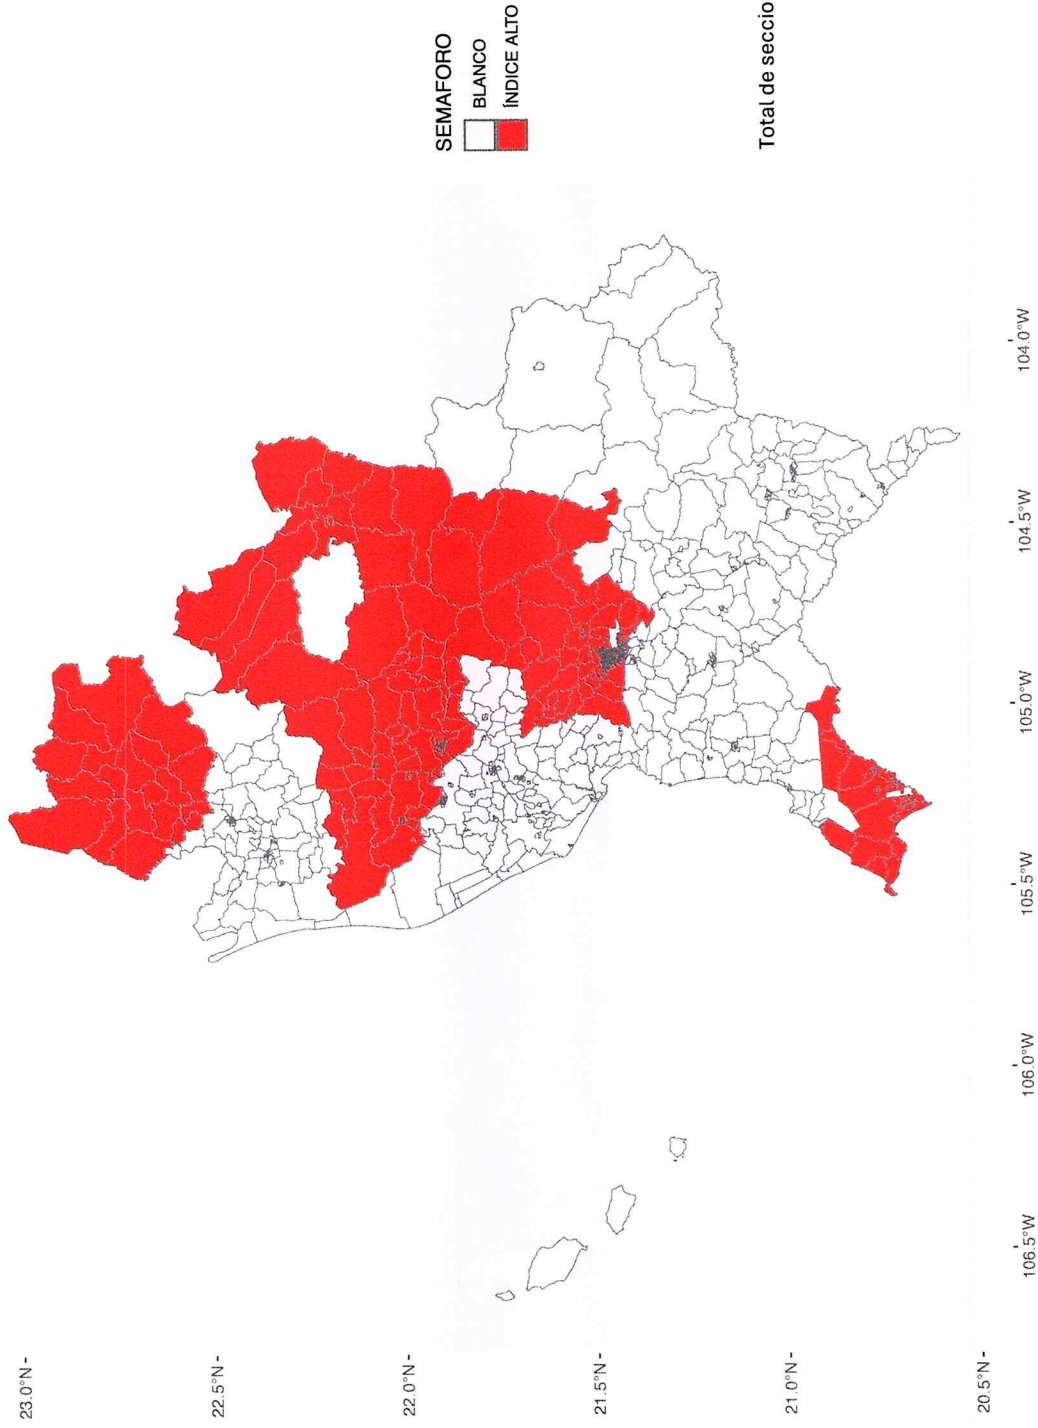 SEMAFORO
BLANCO
ÍNDICE ALTO
Total de seccio
23.0°N
22.5°N
22.0°N
21.5°N
21.0°N
20.5°N
106.5°W
106.0°W
105.5°W
105.0°W
104.5°W
104.0°W